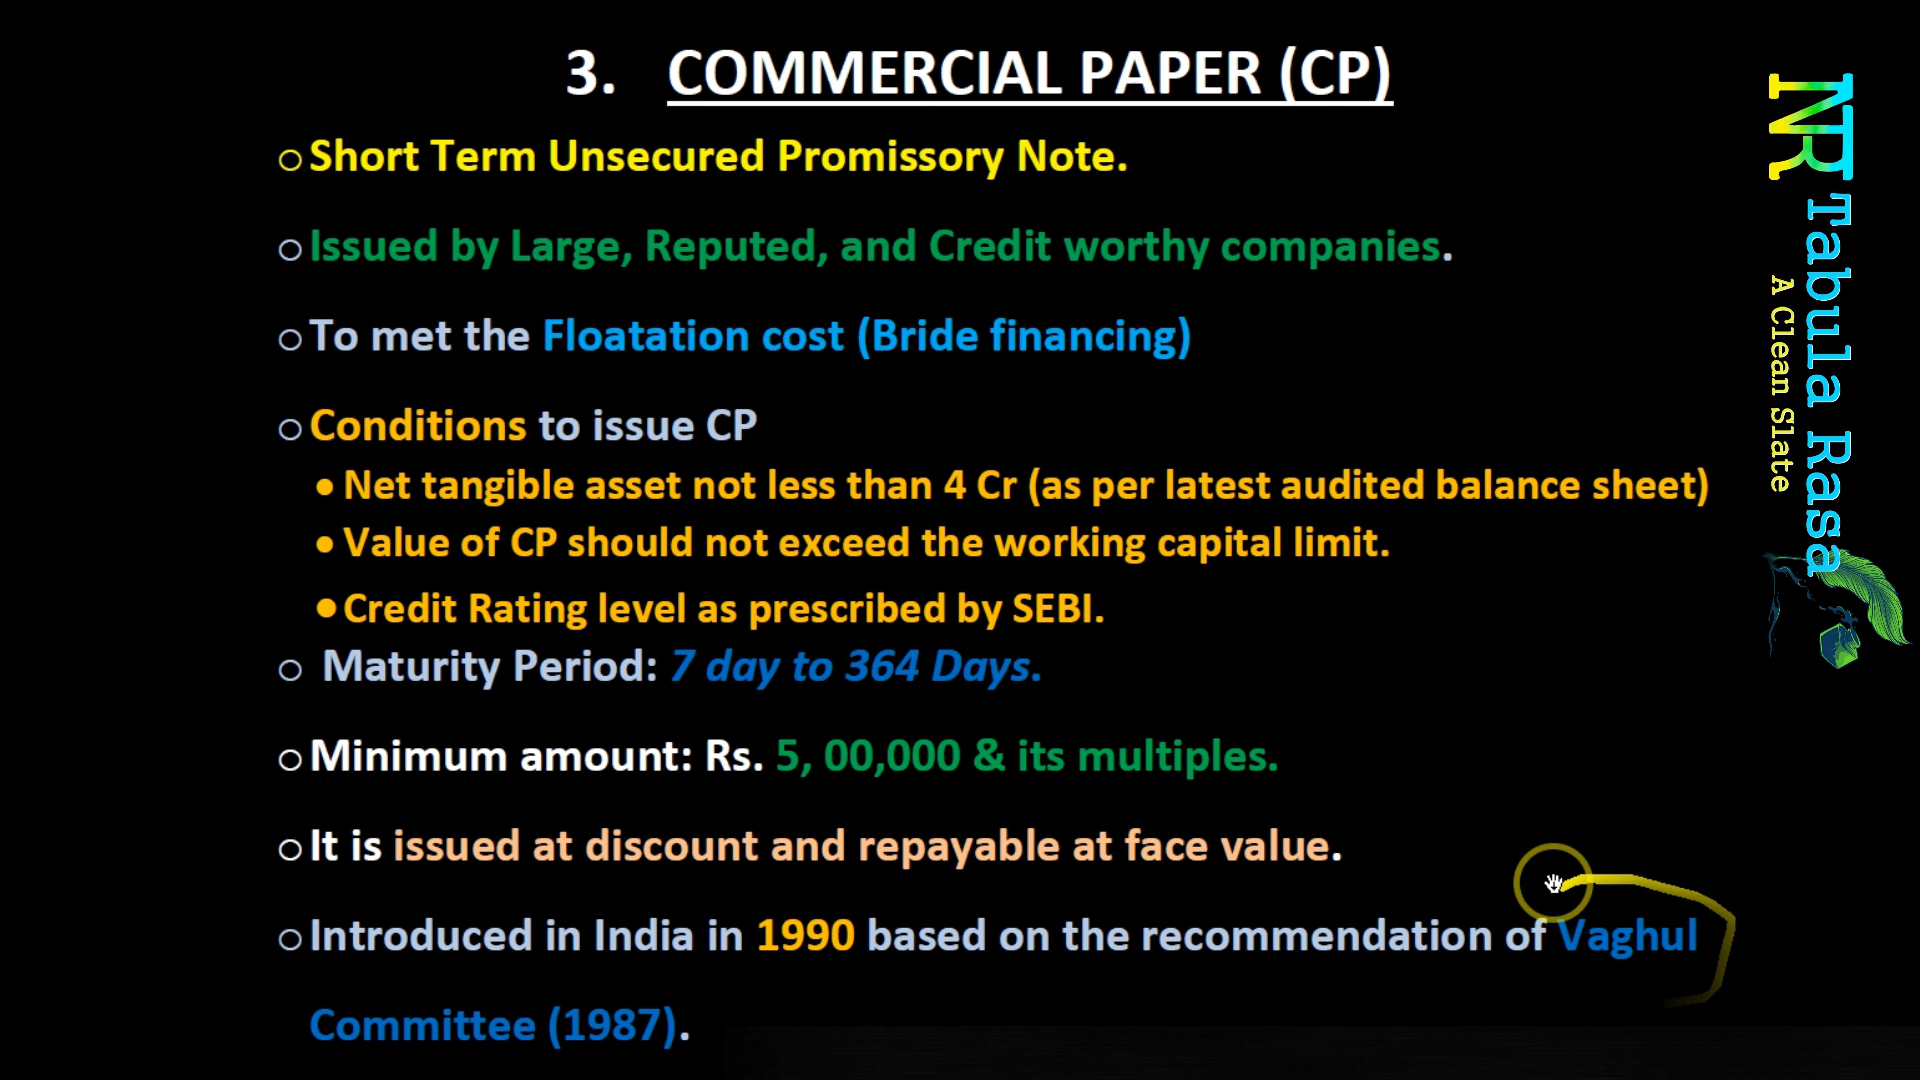 3. COMMERCIAL PAPER (CP)
○ Short Term Unsecured Promissory Note.
○ Issued by Large, Reputed, and Credit worthy companies.
○ To met the Floatation cost (Bride financing)
○ Conditions to issue CP
• Net tangible asset not less than 4 Cr (as per latest audited balance sheet)
• Value of CP should not exceed the working capital limit.
• Credit Rating level as prescribed by SEBI.
○ Maturity Period: 7 day to 364 Days.
○ Minimum amount: Rs. 5, 00,000 & its multiples.
○ It is issued at discount and repayable at face value.
○ Introduced in India in 1990 based on the recommendation of Vaghul
Committee (1987).
NTR
Tabula Rasa
A Clean Slate